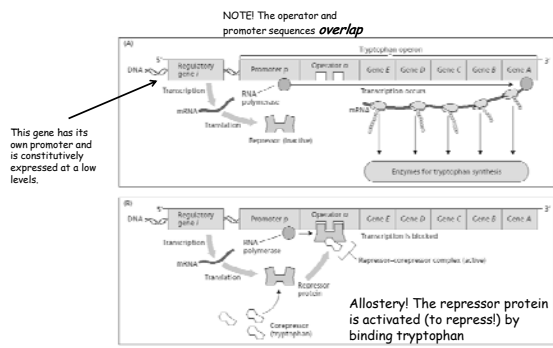 NOTE! The operator and
promoter sequences overlap
(A)
Tryptophan operon
5'
3'
DNA
Regulatory
gene i
Promoter p
Operator o
Gene E
Gene D
Gene C
Gene B
Gene A
Transcription
RNA
polymerase
Transcription occurs
mRNA
mRNA
Translation
Repressor (inactive)
Enzymes for tryptophan synthesis
This gene has its
own promoter and
is constitutively
expressed at a low
levels.
(B)
5'
3'
DNA
Regulatory
gene i
Promoter p
Operator o
Gene E
Gene D
Gene C
Gene B
Gene A
Transcription
RNA
polymerase
Transcription is blocked
mRNA
Repressor–corepressor complex (active)
Translation
Repressor
protein
Corepressor
(tryptophan)
Allostery! The repressor protein
is activated (to repress!) by
binding tryptophan